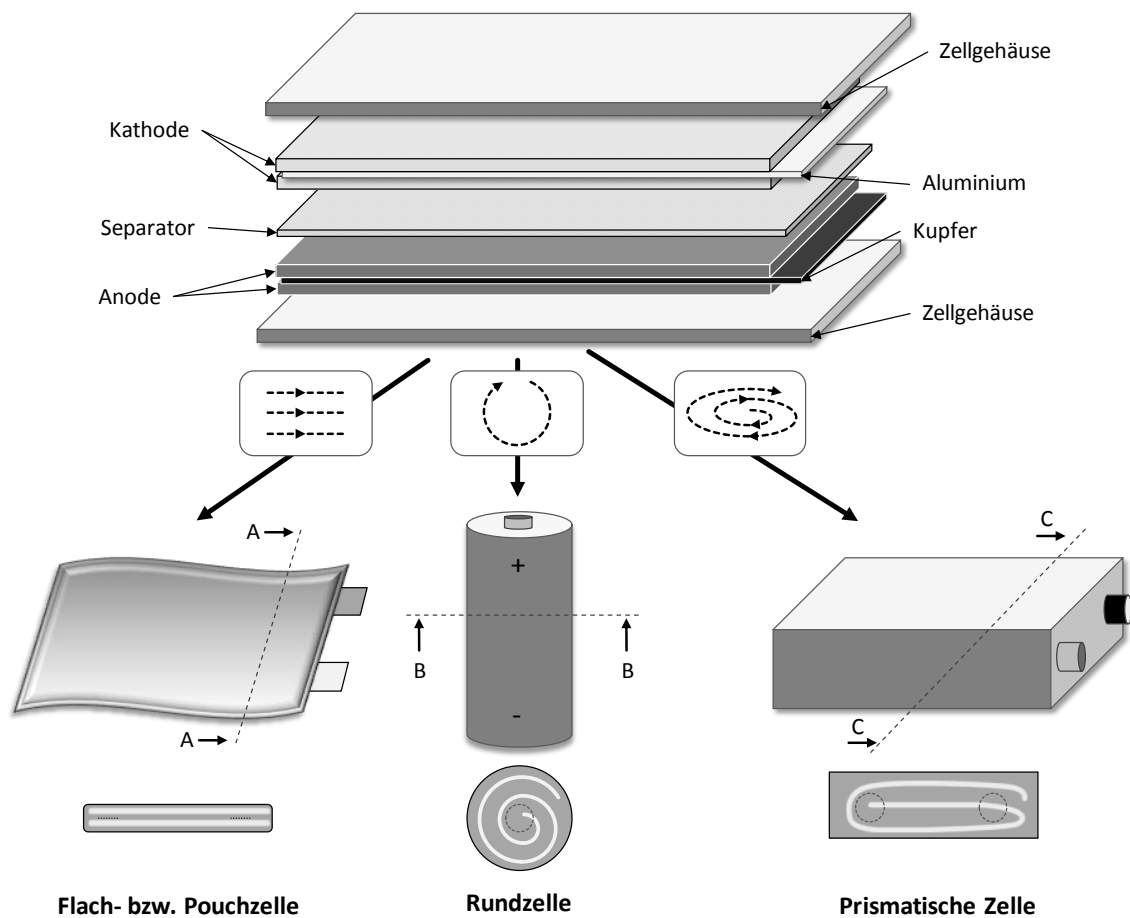 Zellgehäuse
Kathode
Aluminium
Separator
Kupfer
Anode
Zellgehäuse
A
C
+
B
B
-
A
C
Flach- bzw. Pouchzelle
Rundzelle
Prismatische Zelle